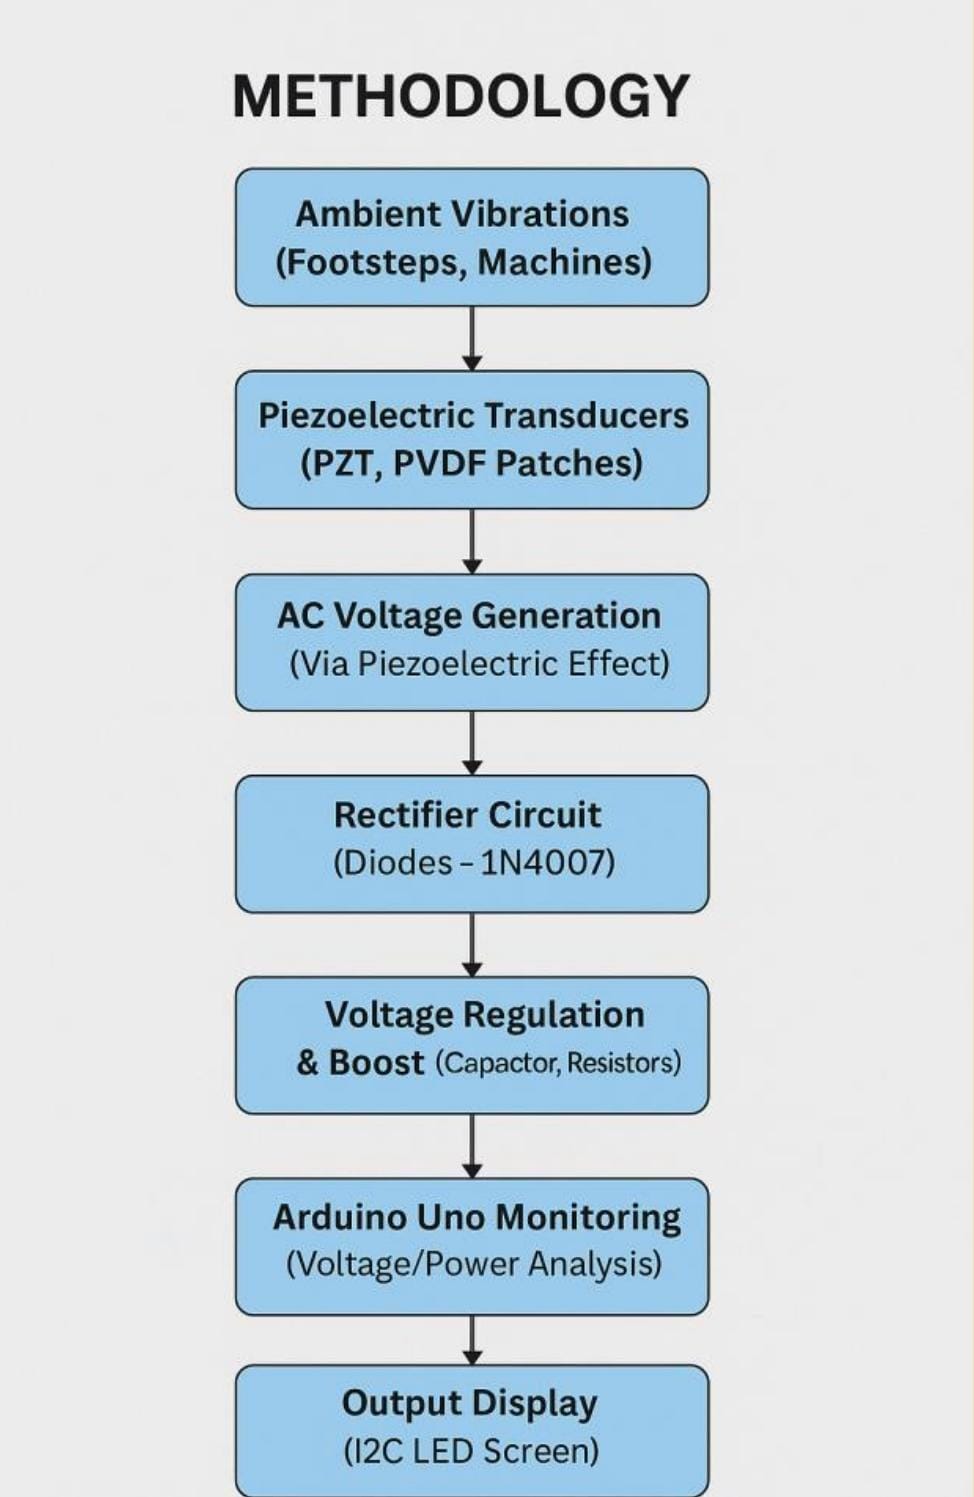 METHODOLOGY
Ambient Vibrations
(Footsteps, Machines)
Piezoelectric Transducers
(PZT, PVDF Patches)
AC Voltage Generation
(Via Piezoelectric Effect)
Rectifier Circuit
(Diodes – 1N4007)
Voltage Regulation
& Boost (Capactor, Resistors)
Arduino Uno Monitoring
(Voltage/Power Analysis)
Output Display
(I2C LED Screen)